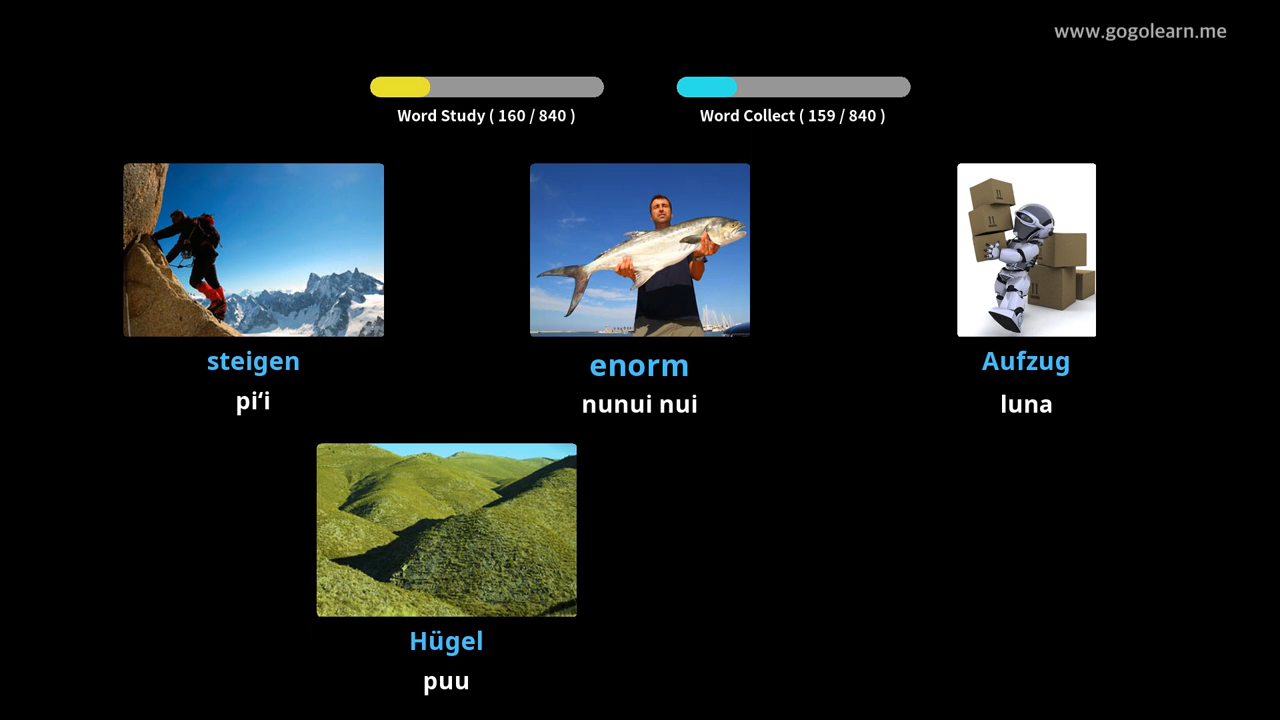 www.gogolearn.me
Word Study ( 160 / 840 )
Word Collect ( 159 / 840 )
steigen
piʻi
enorm
nunui nui
Aufzug
luna
Hügel
puu